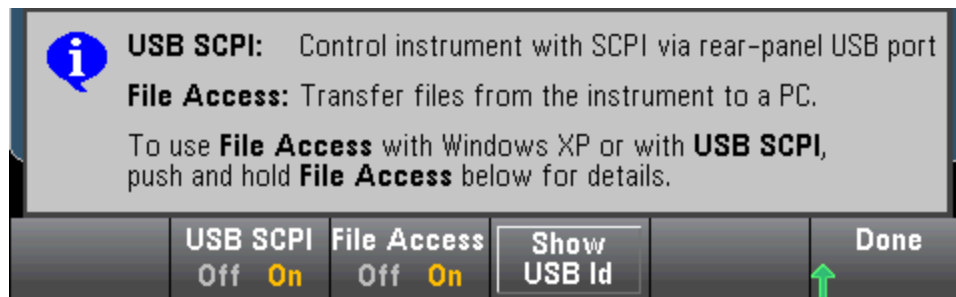 USB SCPI: Control instrument with SCPI via rear-panel USB port
File Access: Transfer files from the instrument to a PC.
To use File Access with Windows XP or with USB SCPI,
push and hold File Access below for details.
USB SCPI File Access Show Done
Off On Off On USB Id